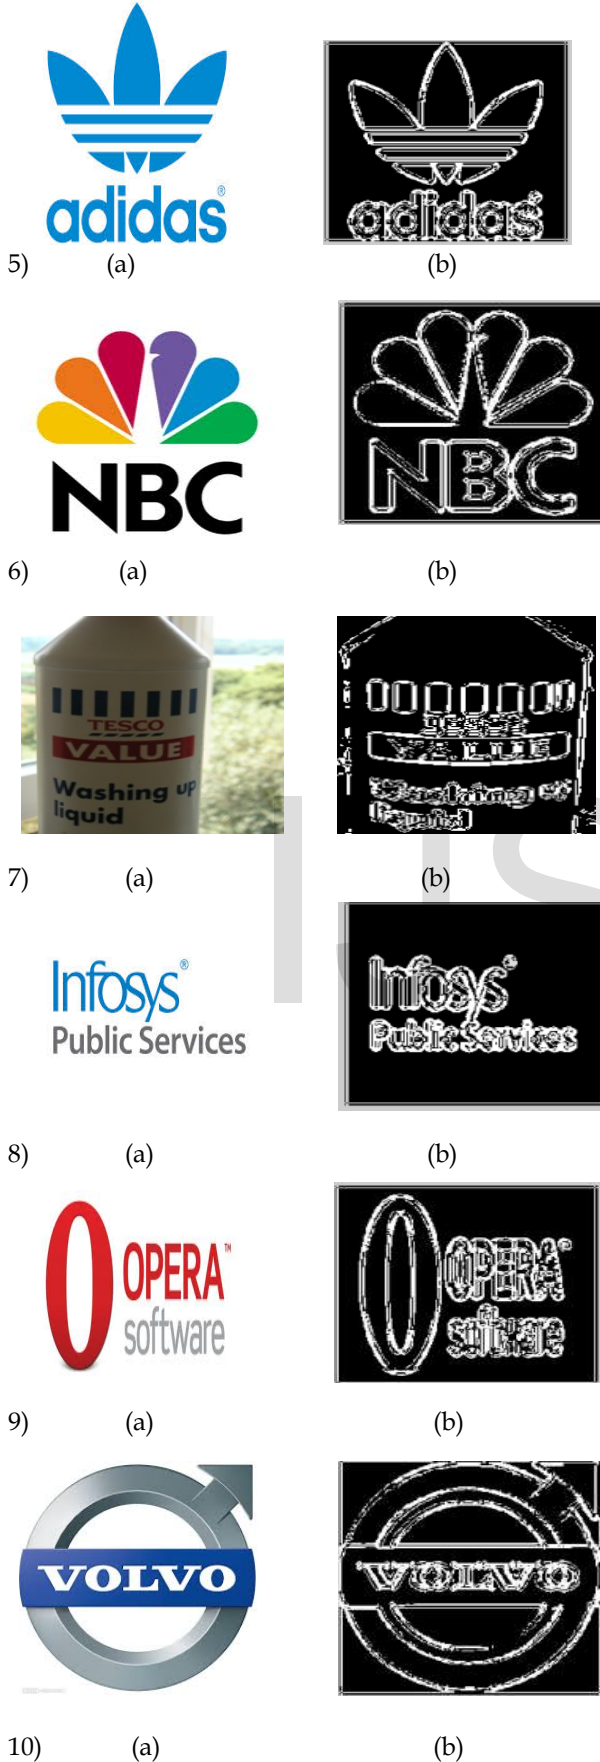 adidas®
adidas®
5) (a) (b)
NBC
NBC
6) (a) (b)
TESCO
VALUE
VALUE
Washing up
liquid
7) (a) (b)
Infosys®
Infosys
Public Services
Public Services
8) (a) (b)
OPERA™
OPERA
software
software
9) (a) (b)
VOLVO
VOLVO
10) (a) (b)